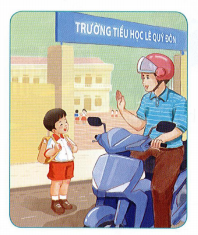 TRƯỜNG TIỂU HỌC LÊ QUÝ ĐÔN